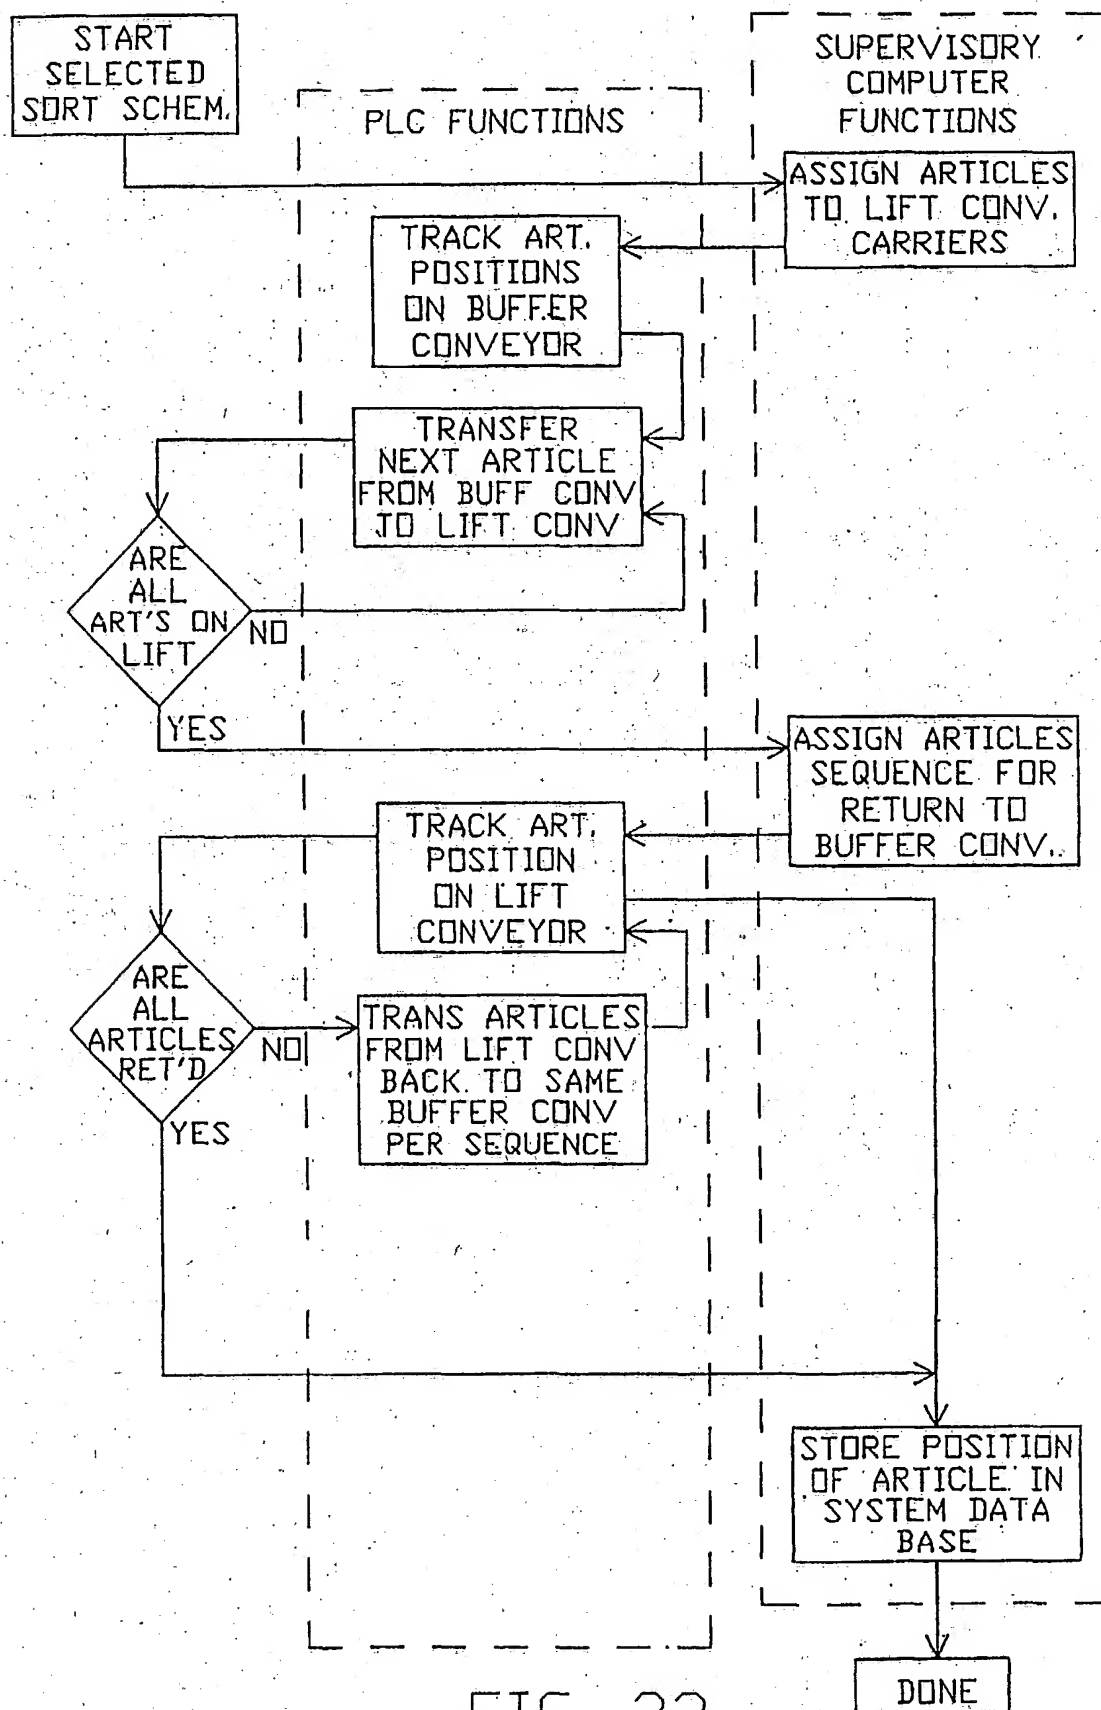 START
SELECTED
SORT SCHEM.
PLC FUNCTIONS
SUPERVISORY
COMPUTER
FUNCTIONS
ASSIGN ARTICLES
TO LIFT CONV.
CARRIERS
TRACK ART.
POSITIONS
ON BUFFER
CONVEYOR
TRANSFER
NEXT ARTICLE
FROM BUFF CONV
TO LIFT CONV
ARE
ALL
ART'S ON
LIFT
NO
YES
ASSIGN ARTICLES
SEQUENCE FOR
RETURN TO
BUFFER CONV.
TRACK ART.
POSITION
ON LIFT
CONVEYOR
ARE
ALL
ARTICLES
RET'D
NO
YES
TRANS ARTICLES
FROM LIFT CONV
BACK TO SAME
BUFFER CONV
PER SEQUENCE
STORE POSITION
OF ARTICLE IN
SYSTEM DATA
BASE
DONE